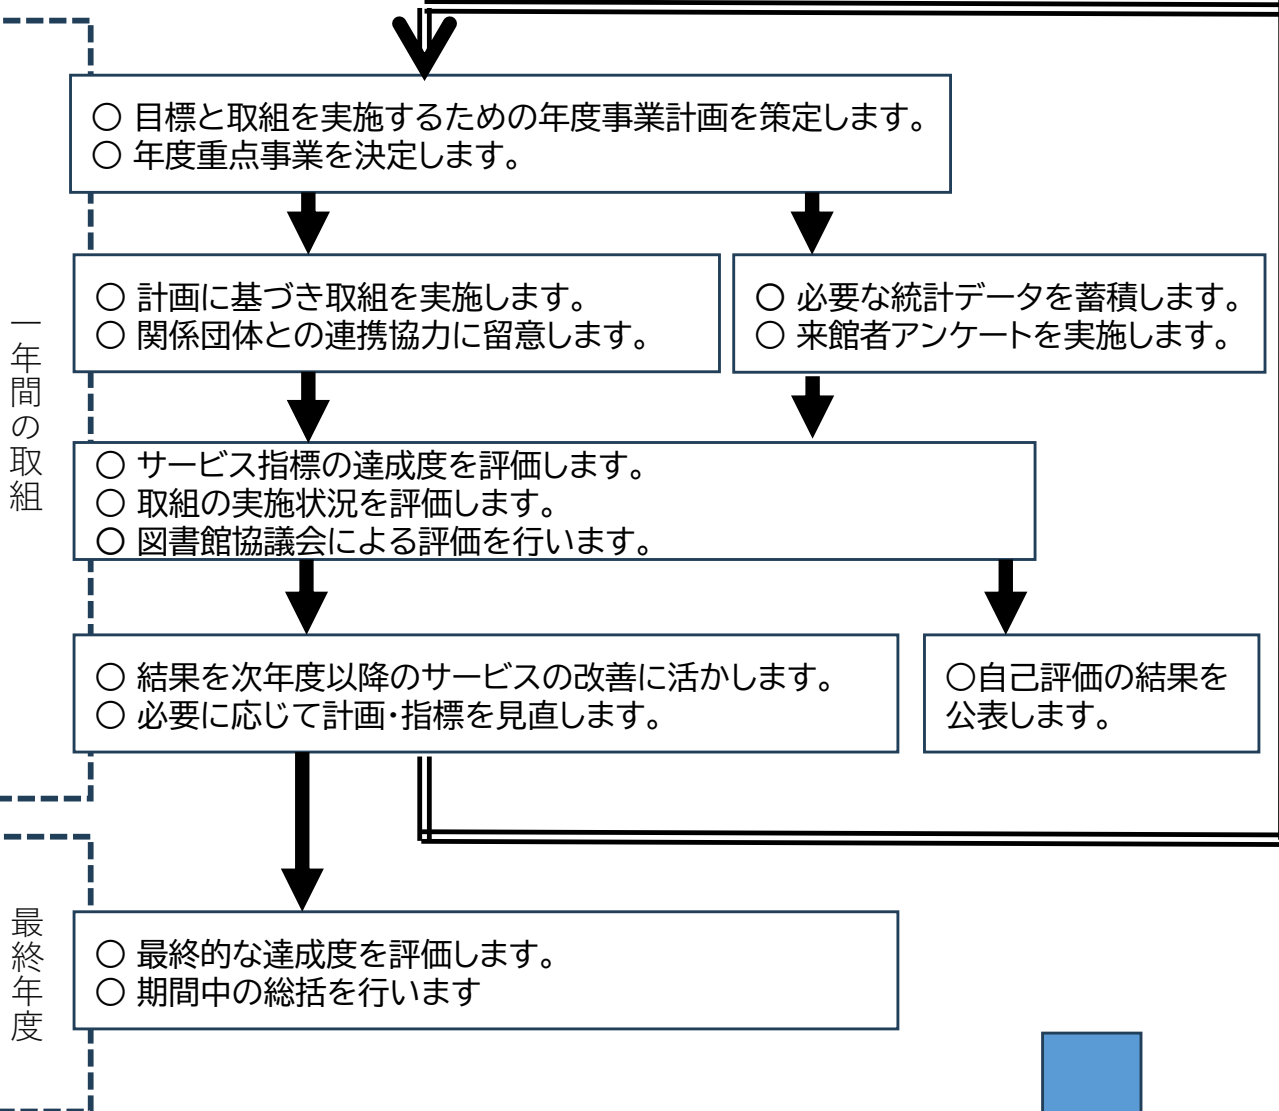 一年間の取組
○ 目標と取組を実施するための年度事業計画を策定します。
○ 年度重点事業を決定します。
○ 計画に基づき取組を実施します。
○ 関係団体との連携協力に留意します。
○ 必要な統計データを蓄積します。
○ 来館者アンケートを実施します。
○ サービス指標の達成度を評価します。
○ 取組の実施状況を評価します。
○ 図書館協議会による評価を行います。
○ 結果を次年度以降のサービスの改善に活かします。
○ 必要に応じて計画・指標を見直します。
○自己評価の結果を
公表します。
最終年度
○ 最終的な達成度を評価します。
○ 期間中の総括を行います